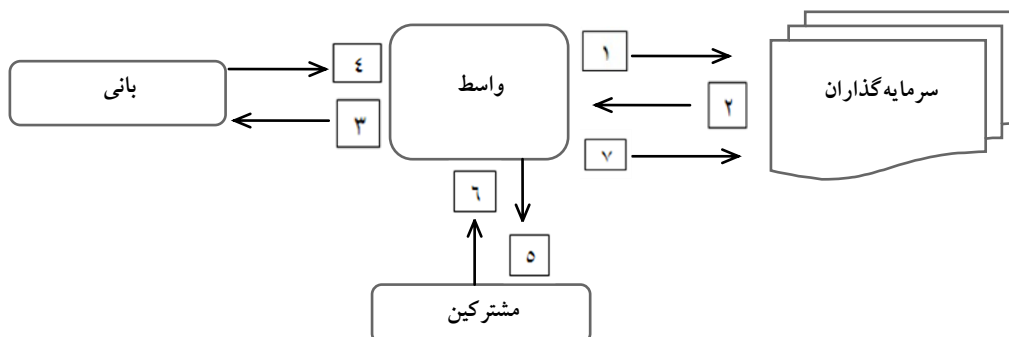 ١
سرمایه‌گذاران
واسط
٤
بانی
٢
٣
٧
٦
٥
مشترکین